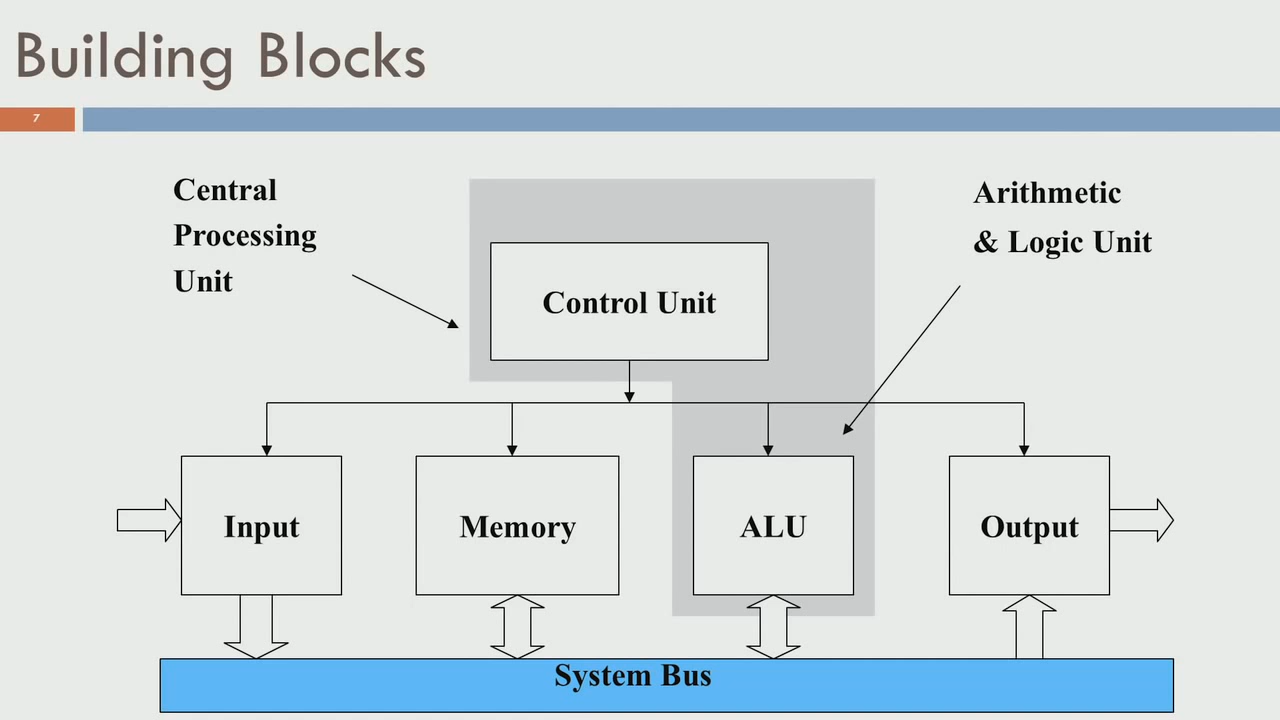 Building Blocks
7
Central
Processing
Unit
Arithmetic
& Logic Unit
Control Unit
Input
Memory
ALU
Output
System Bus